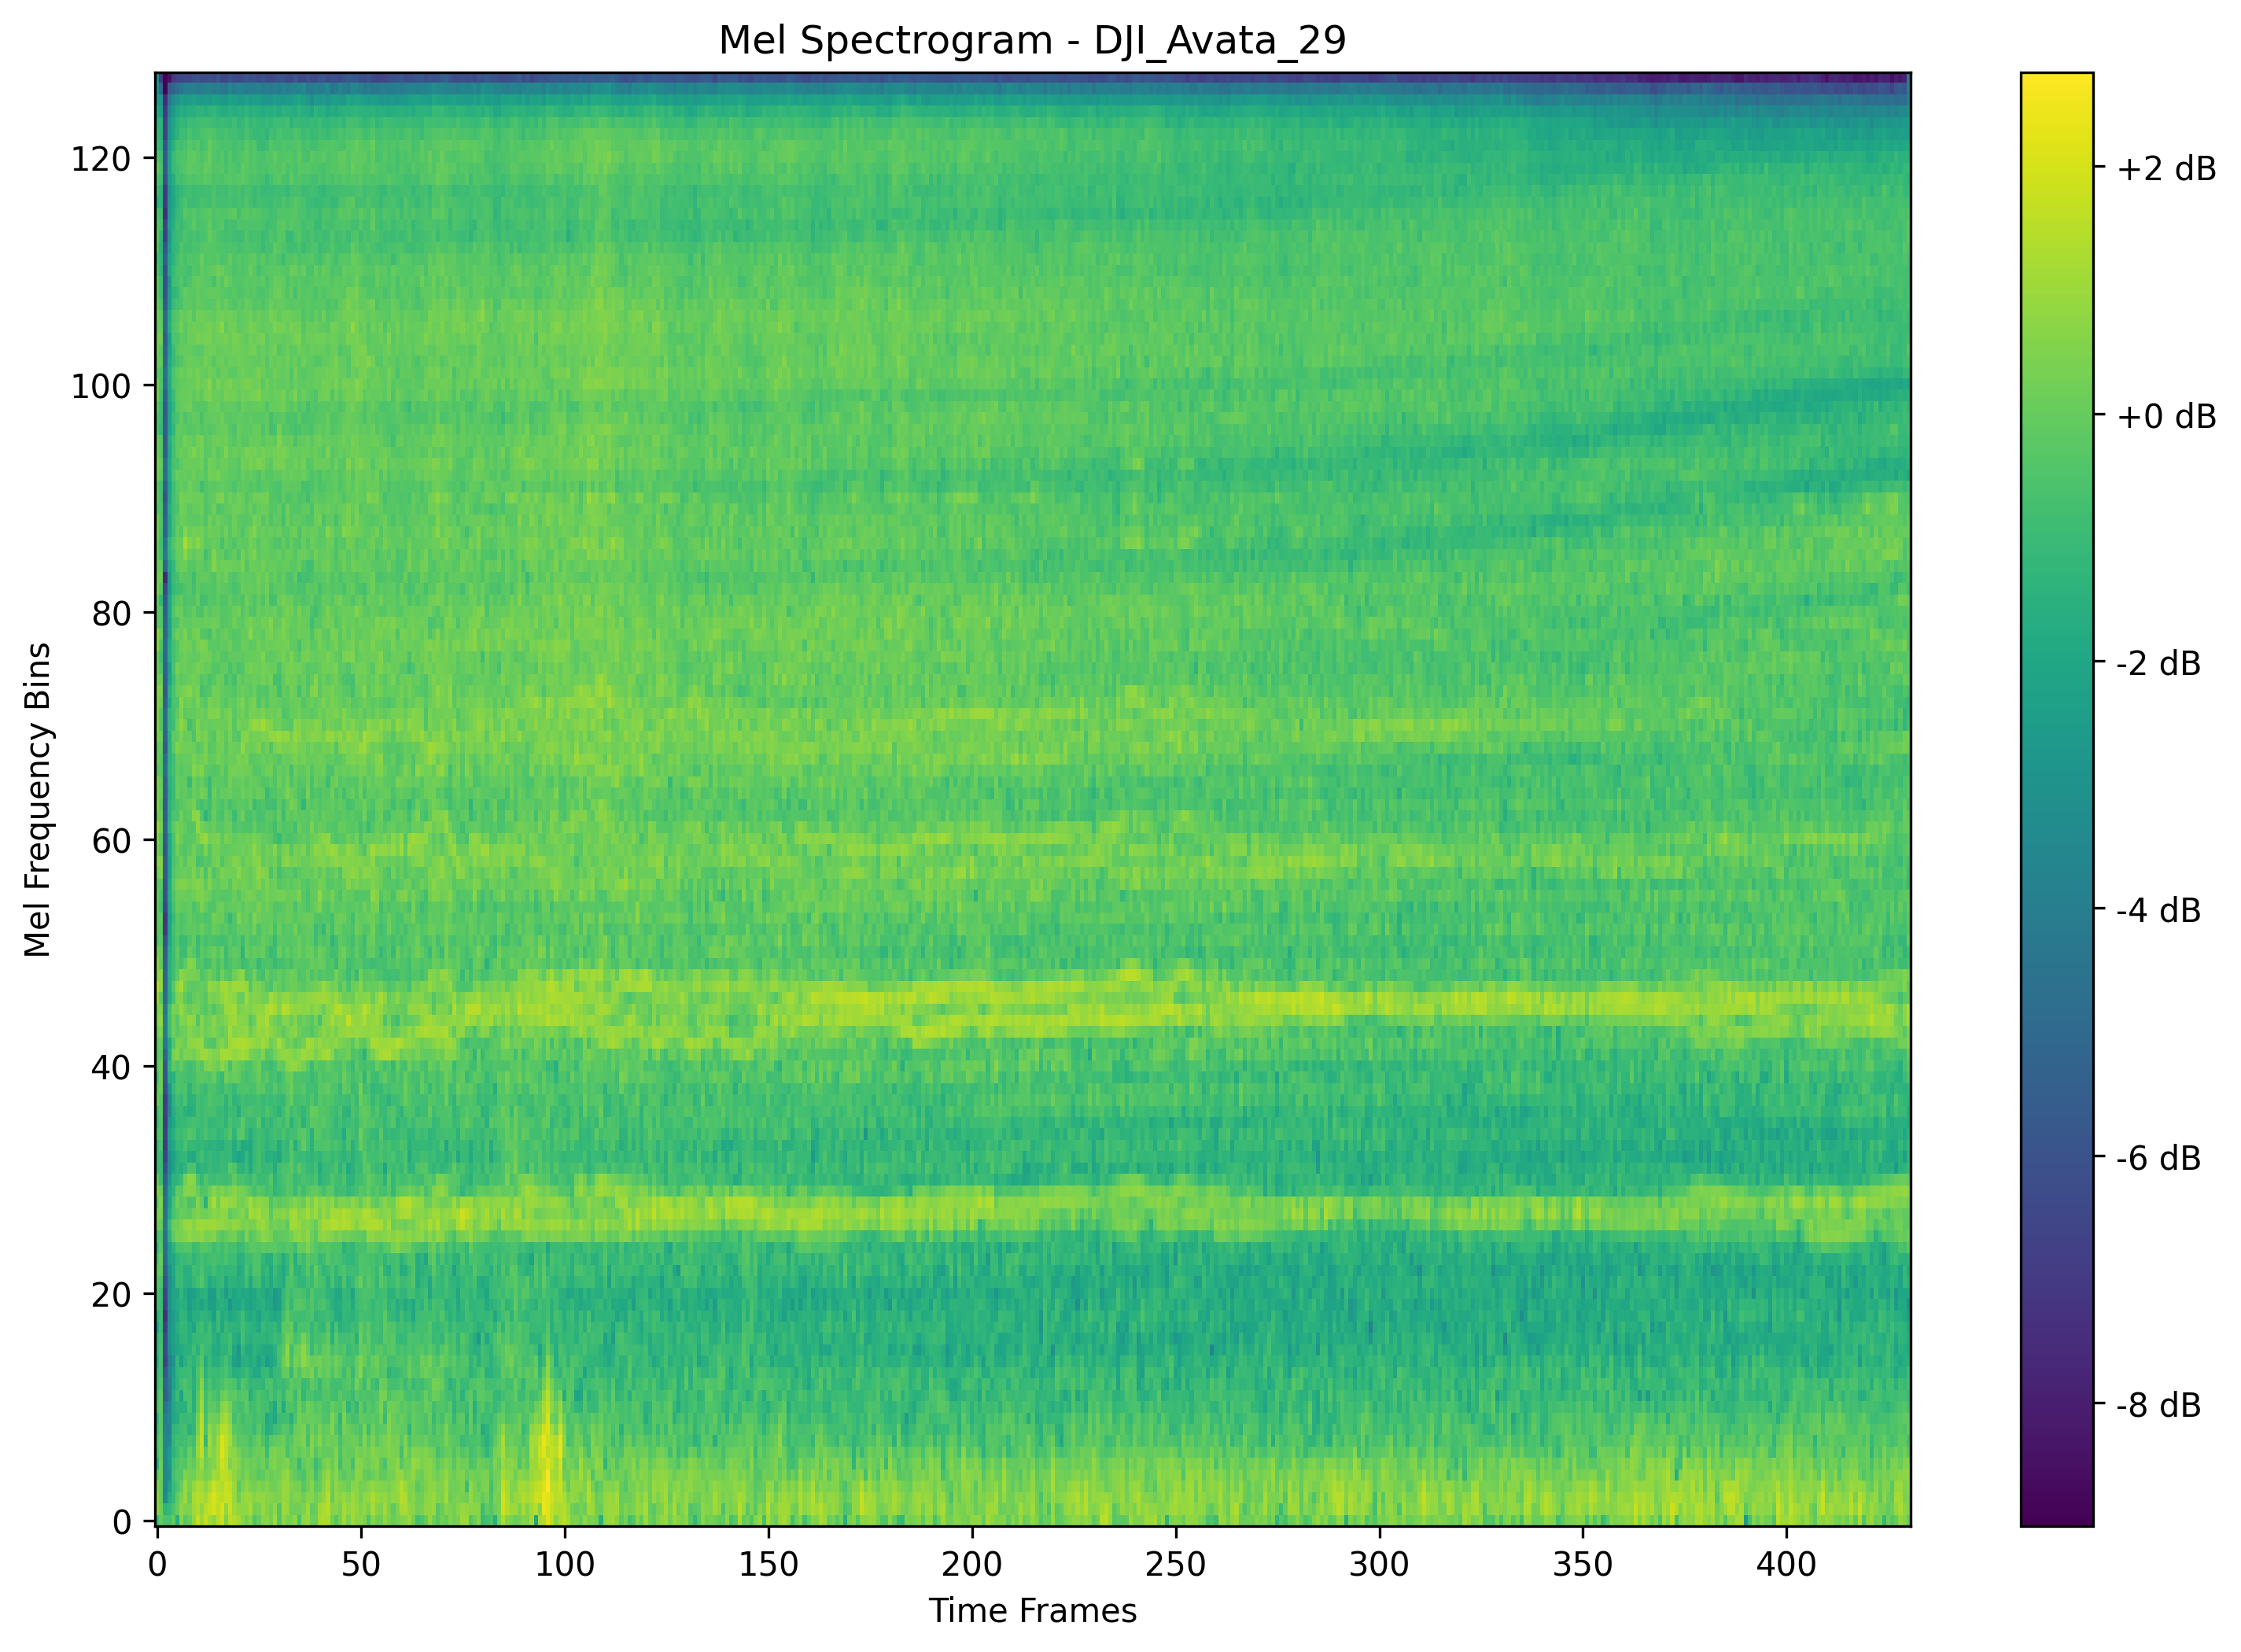 Mel Spectrogram - DJI_Avata_29
Mel Frequency Bins
120
100
80
60
40
20
0
0 50 100 150 200 250 300 350 400
Time Frames
+2 dB
+0 dB
-2 dB
-4 dB
-6 dB
-8 dB